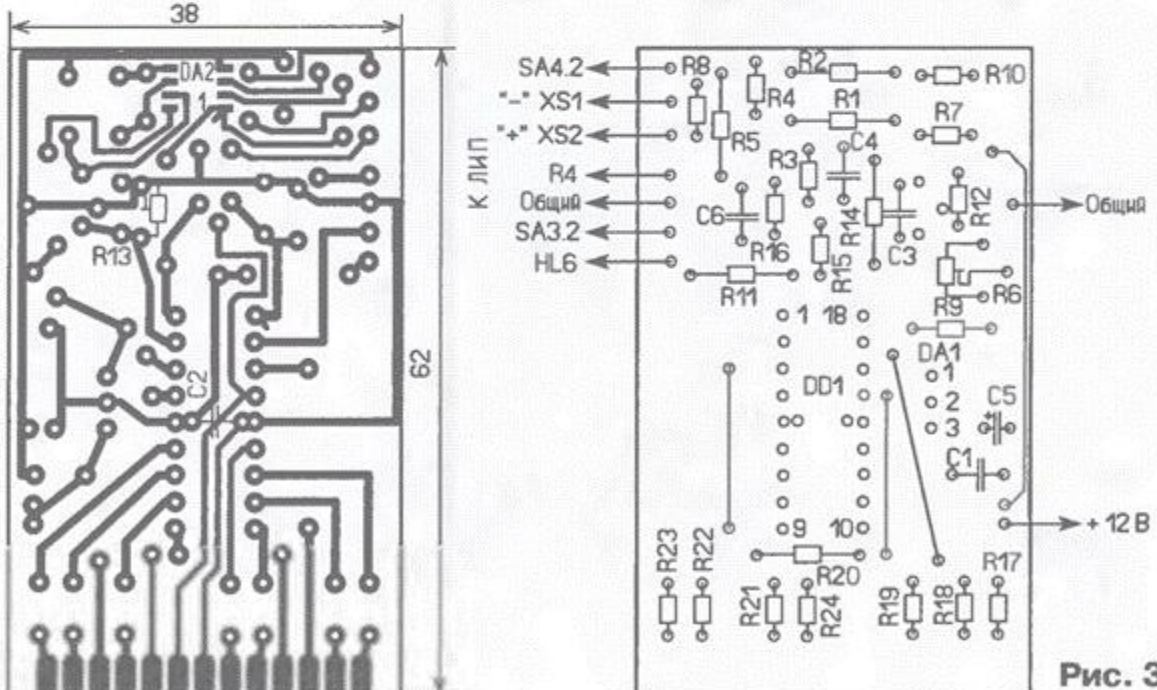 38
DA2
1
R13
C2
62
К ЛИП
SA4.2
"-" XS1
"+" XS2
R4
Общий
SA3.2
HL6
R8
R2
R10
R4
R1
R7
R5
C4
R3
R12
Общий
C6
R16
R14
C3
R15
R11
R6
R9
1 18
DA1
1
DD1
2
C5
3
C1
9 10
+ 12 В
R23
R22
R20
R17
R21
R24
R19
R18
Рис. 3